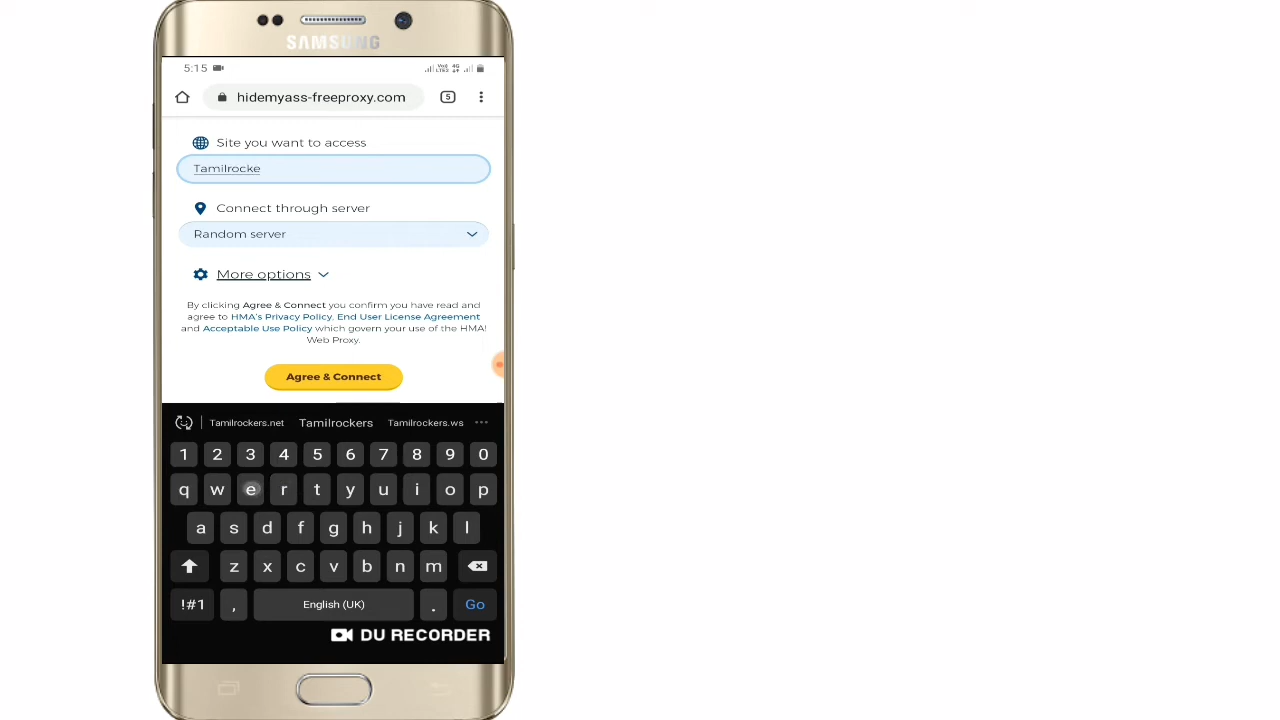 SAMSUNG
5:15
hidemyass-freeproxy.com
5
Site you want to access
Tamilrocke
Connect through server
Random server
More options
By clicking Agree & Connect you confirm you have read and
agree to HMA's Privacy Policy, End User License Agreement
and Acceptable Use Policy which govern your use of the HMA!
Web Proxy.
Agree & Connect
Tamilrockers.net Tamilrockers Tamilrockers.ws
1 2 3 4 5 6 7 8 9 0
q w e r t y u i o p
a s d f g h j k l
z x c v b n m
!#1 , English (UK) . Go
DU RECORDER